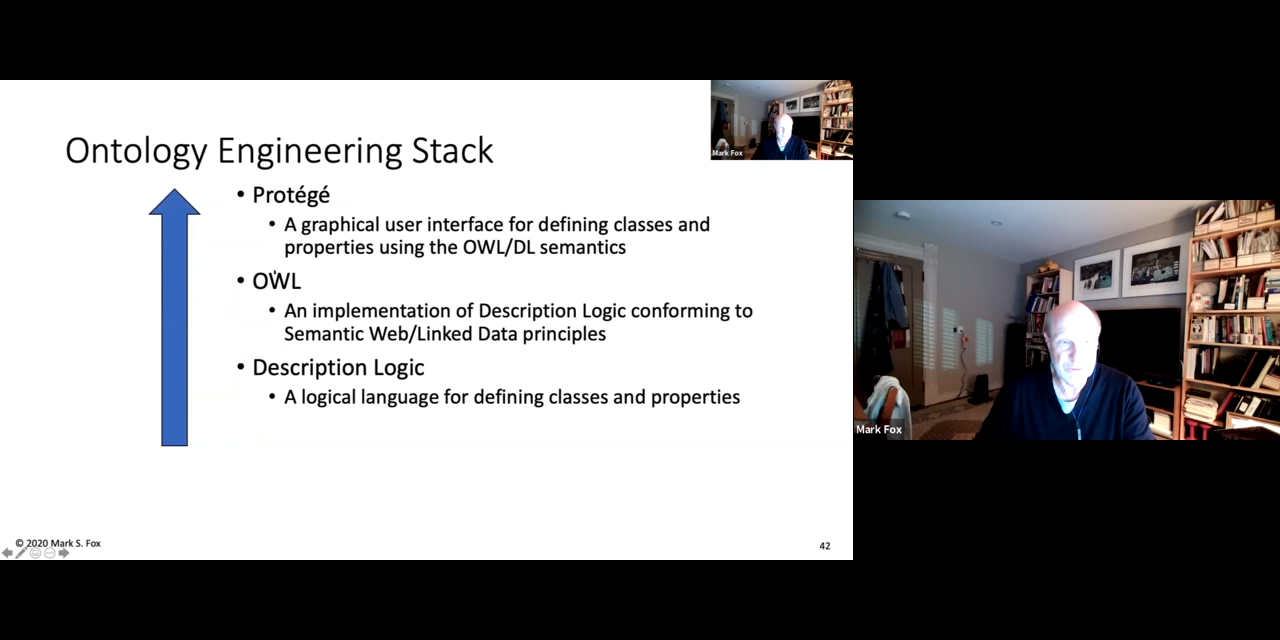 Ontology Engineering Stack
• Protégé
• A graphical user interface for defining classes and
properties using the OWL/DL semantics
• OWL
• An implementation of Description Logic conforming to
Semantic Web/Linked Data principles
• Description Logic
• A logical language for defining classes and properties
© 2020 Mark S. Fox
42
Mark Fox
Mark Fox